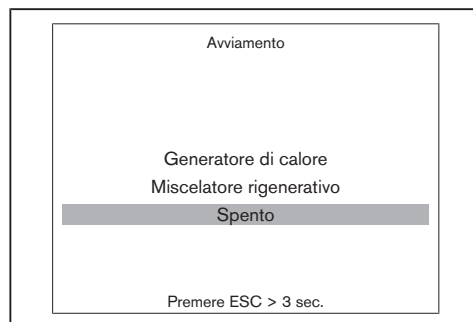 Avviamento
Generatore di calore
Miscelatore rigenerativo
Spento
Premere ESC > 3 sec.